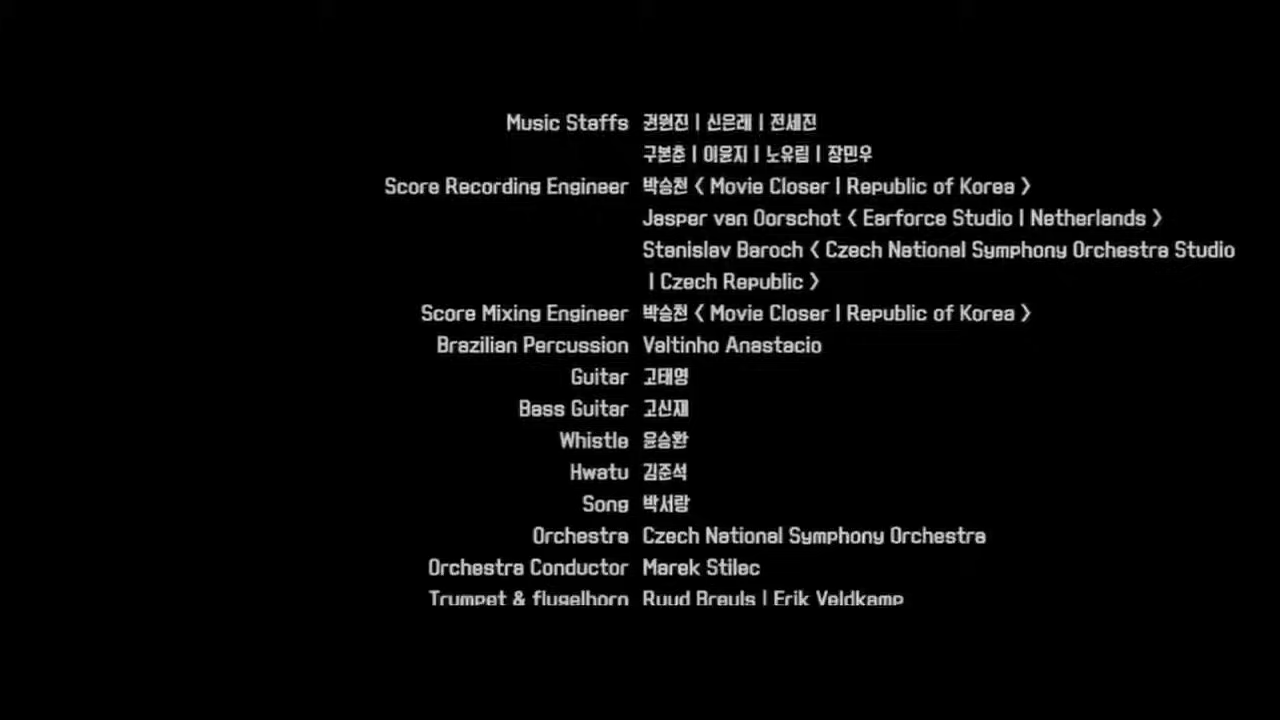 Music Staffs 권원진 | 신은래 | 전세진
구본춘 | 이윤지 | 노유림 | 장민우
Score Recording Engineer 박승천 < Movie Closer | Republic of Korea >
Jasper van Oorschot < Earforce Studio | Netherlands >
Stanislav Baroch < Czech National Symphony Orchestra Studio
| Czech Republic >
Score Mixing Engineer 박승천 < Movie Closer | Republic of Korea >
Brazilian Percussion Valtinho Anastacio
Guitar 고태영
Bass Guitar 고신재
Whistle 윤승환
Hwatu 김준석
Song 박서랑
Orchestra Czech National Symphony Orchestra
Orchestra Conductor Marek Stilec
Trumpet & flugelhorn Ruud Breuls | Erik Veldkamp